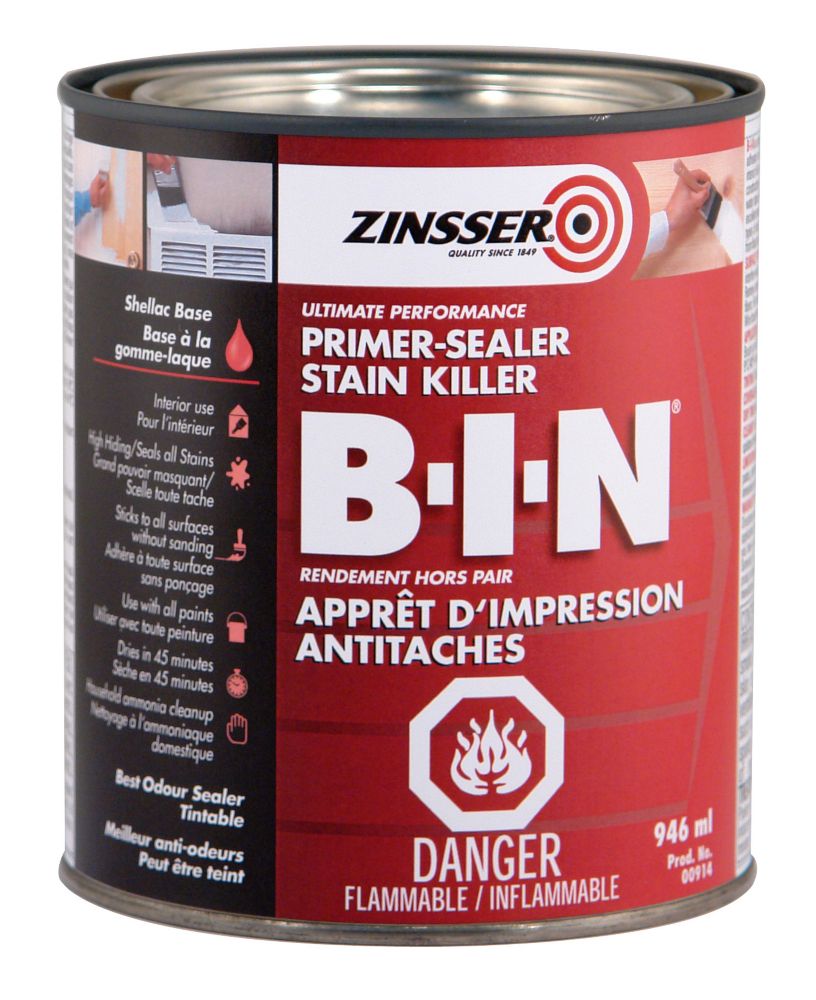 ZINSSER®
QUALITY SINCE 1849
ULTIMATE PERFORMANCE
PRIMER-SEALER
STAIN KILLER
B·I·N®
RENDEMENT HORS PAIR
APPRÊT D'IMPRESSION
ANTITACHES
DANGER
FLAMMABLE / INFLAMMABLE
946 ml
Prod. No.
00914
Shellac Base
Base à la
gomme-laque
Interior use
Pour l'intérieur
High Hiding/Seals all Stains
Grand pouvoir masquant/
Scelle toute tache
Sticks to all surfaces
without sanding
Adhère à toute surface
sans ponçage
Use with all paints
Utiliser avec toute peinture
Dries in 45 minutes
Sèche en 45 minutes
Household ammonia cleanup
Nettoyage à l'ammoniaque
domestique
Best Odour Sealer
Tintable
Meilleur anti-odeurs
Peut être teint